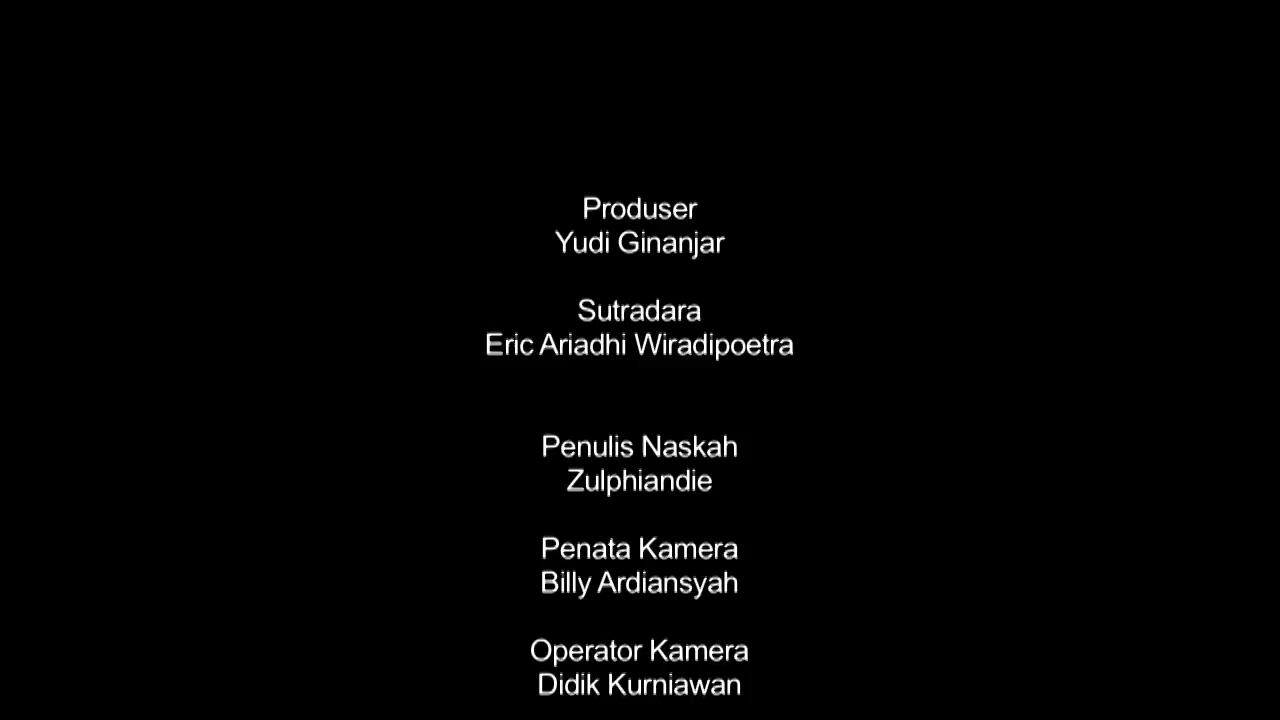 Produser
Yudi Ginanjar
Sutradara
Eric Ariadhi Wiradipoetra
Penulis Naskah
Zulphiandie
Penata Kamera
Billy Ardiansyah
Operator Kamera
Didik Kurniawan